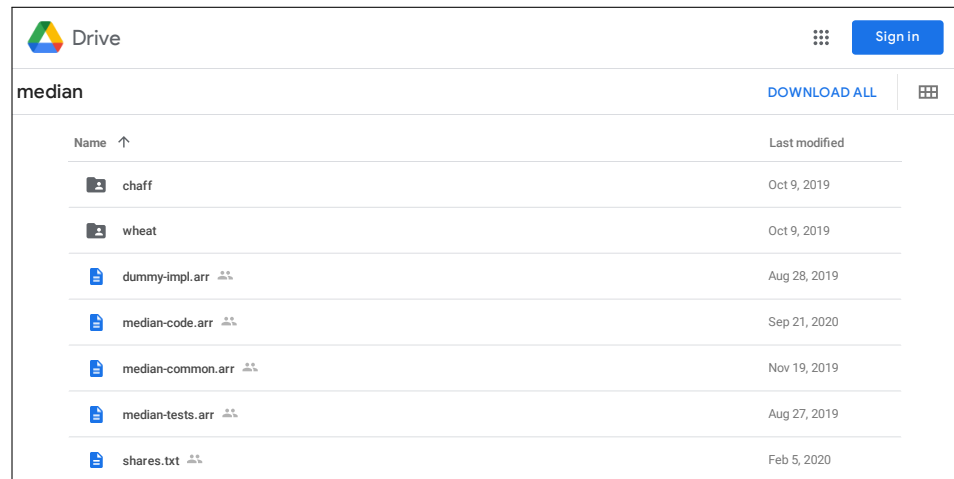 Drive
Sign in
median
DOWNLOAD ALL
Name
Last modified
chaff
Oct 9, 2019
wheat
Oct 9, 2019
dummy-impl.arr
Aug 28, 2019
median-code.arr
Sep 21, 2020
median-common.arr
Nov 19, 2019
median-tests.arr
Aug 27, 2019
shares.txt
Feb 5, 2020